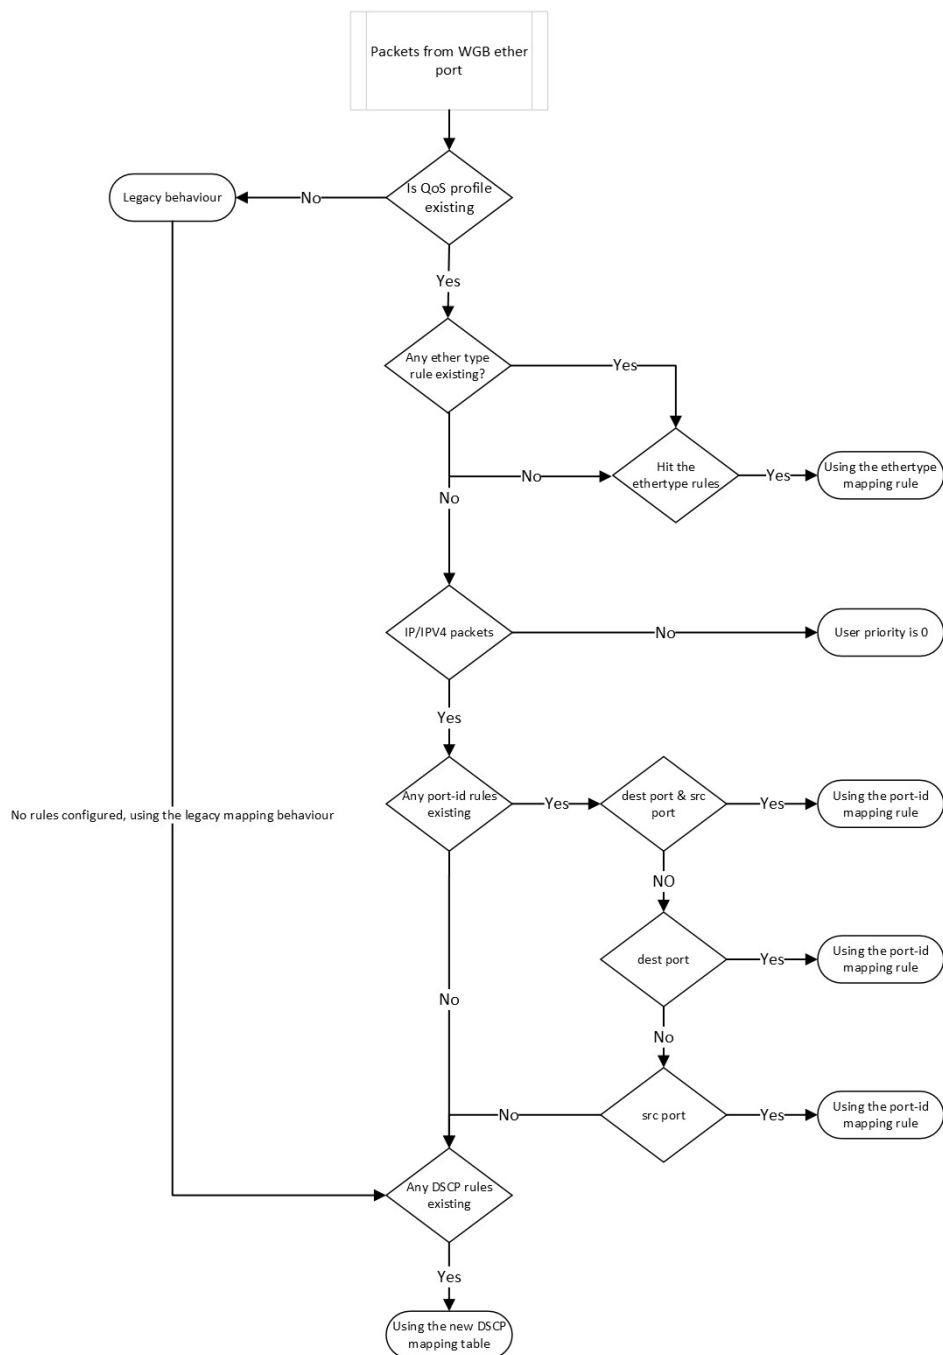 Packets from WGB ether
port
Is QoS profile
existing
No
Legacy behaviour
Yes
Any ether type
rule existing?
Yes
Hit the
ethertype rules
Yes
Using the ethertype
mapping rule
No
No
IP/IPV4 packets
No
User priority is 0
Yes
Any port-id rules
existing
Yes
dest port & src
port
Yes
Using the port-id
mapping rule
No rules configured, using the legacy mapping behaviour
NO
dest port
Yes
Using the port-id
mapping rule
No
No
src port
Yes
Using the port-id
mapping rule
No
Any DSCP rules
existing
Yes
Using the new DSCP
mapping table